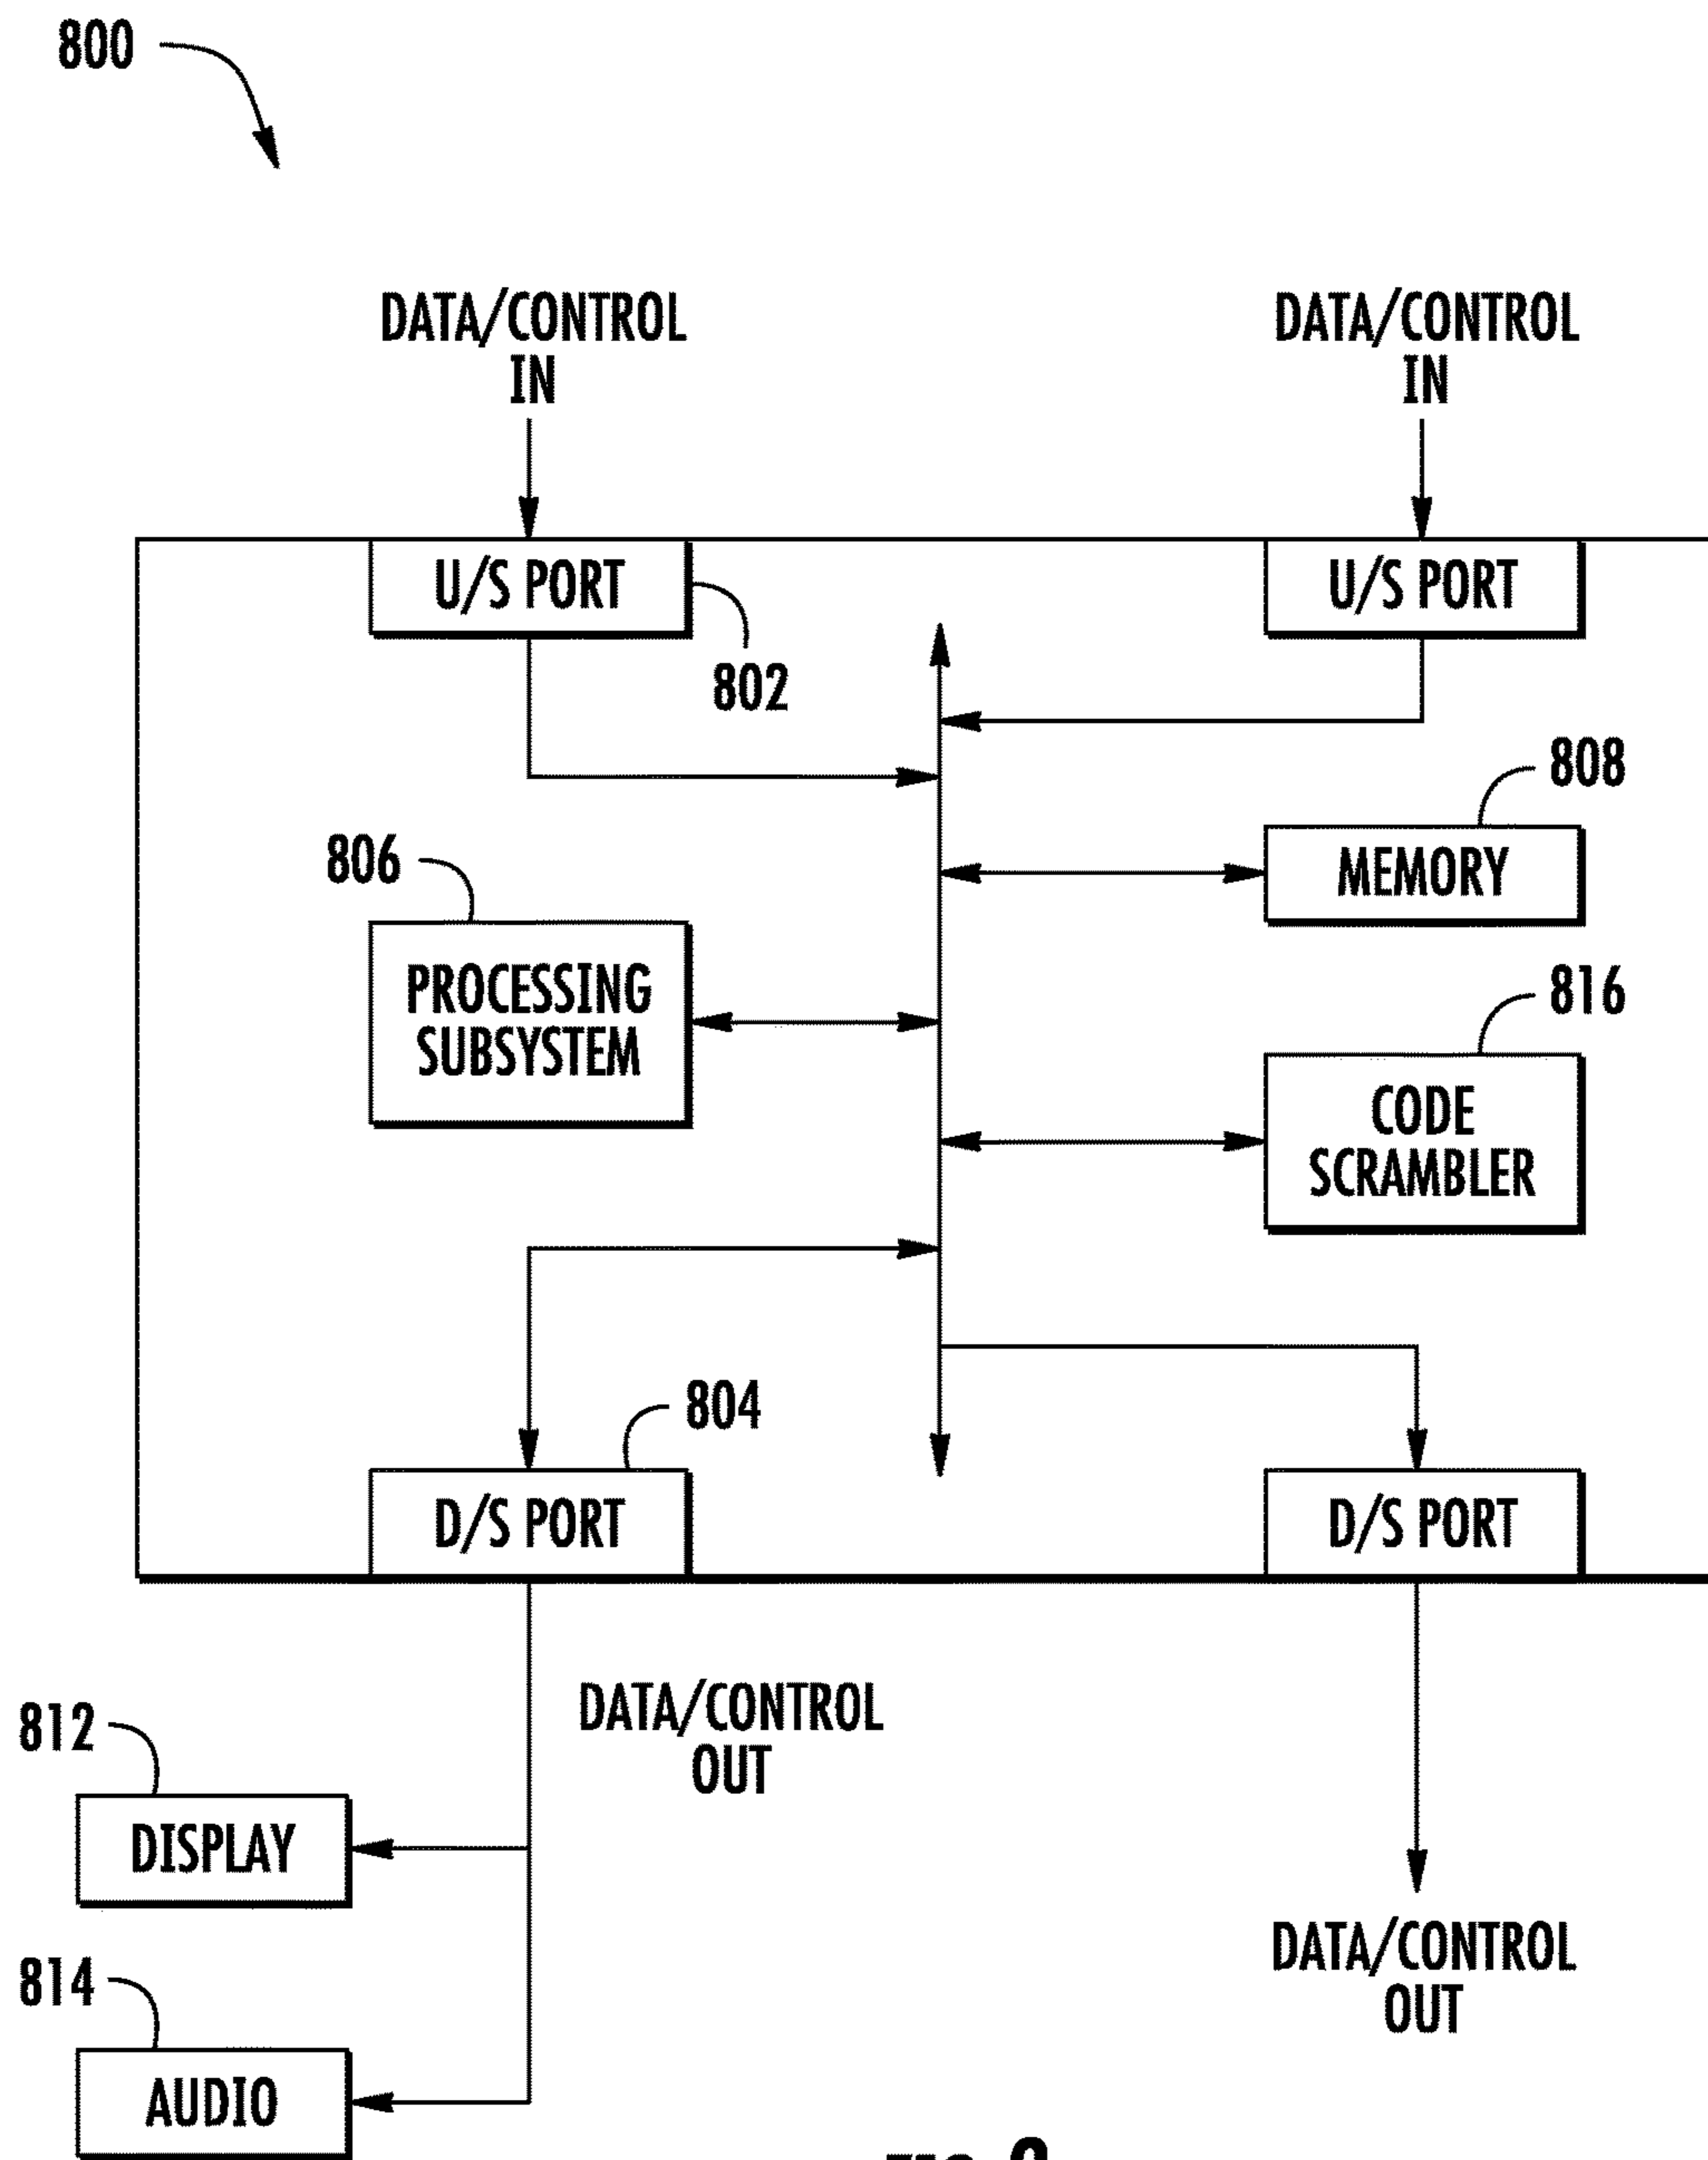 800
DATA/CONTROL
IN
DATA/CONTROL
IN
U/S PORT
U/S PORT
802
808
MEMORY
806
PROCESSING
SUBSYSTEM
816
CODE
SCRAMBLER
804
D/S PORT
D/S PORT
DATA/CONTROL
OUT
812
DISPLAY
DATA/CONTROL
OUT
814
AUDIO